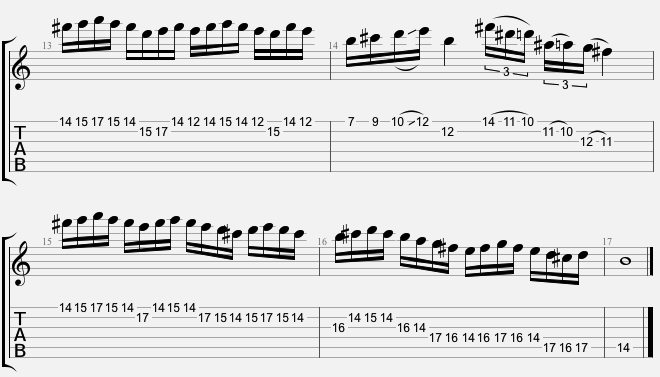 13 14
3
3
14 15 17 15 14 14 12 14 15 14 12 14 12 7 9 10 12 14 11 10
T 15 17 15 12 11 10
A 12 11
B
15 16 17
14 15 17 15 14 14 15 14
T 17 17 15 14 15 17 15 14 14 15 14
16 16 14
A 17 16 14 16 17 16 14
B 17 16 17 14